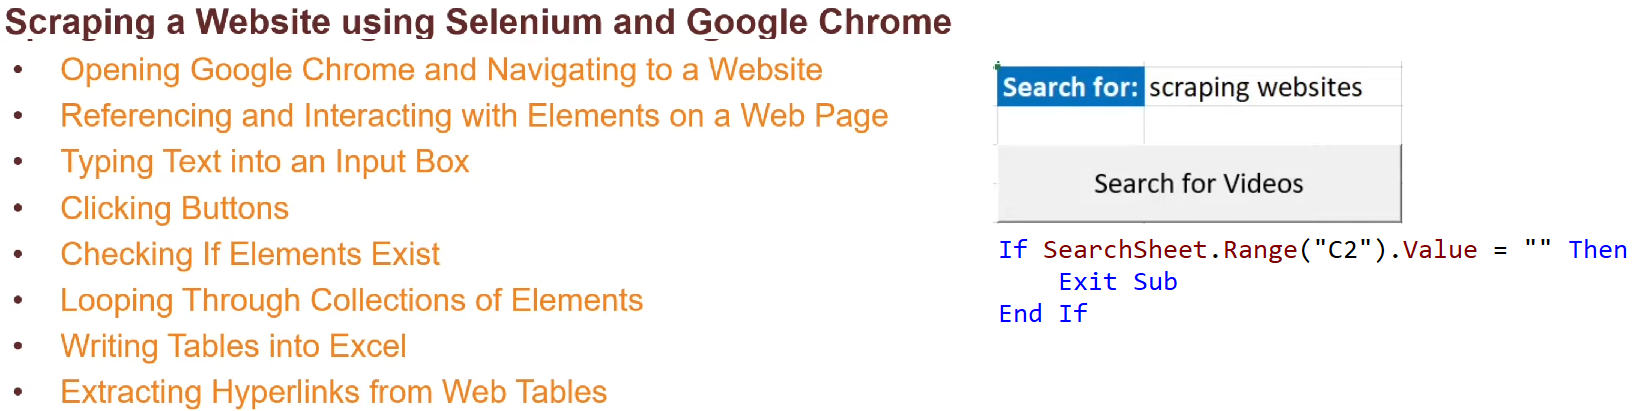 Scraping a Website using Selenium and Google Chrome
• Opening Google Chrome and Navigating to a Website
• Referencing and Interacting with Elements on a Web Page
• Typing Text into an Input Box
• Clicking Buttons
• Checking If Elements Exist
• Looping Through Collections of Elements
• Writing Tables into Excel
• Extracting Hyperlinks from Web Tables
Search for: scraping websites
Search for Videos
If SearchSheet.Range("C2").Value = "" Then
    Exit Sub
End If